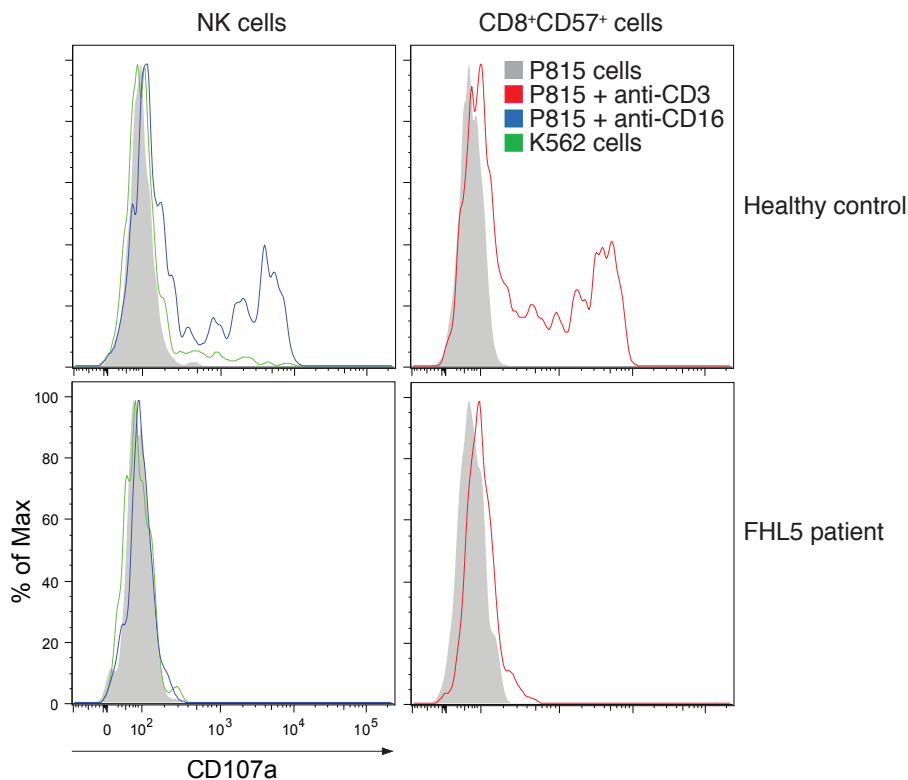 NK cells
CD8⁺CD57⁺ cells
P815 cells
P815 + anti-CD3
P815 + anti-CD16
K562 cells
Healthy control
FHL5 patient
% of Max
100
80
60
40
20
0
0 10² 10³ 10⁴ 10⁵
CD107a